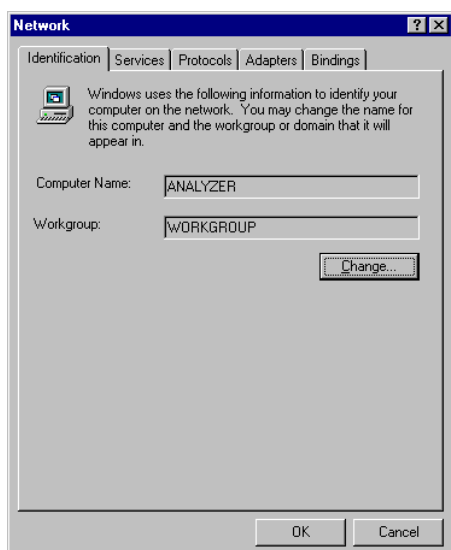 Network
Identification Services Protocols Adapters Bindings
Windows uses the following information to identify your
computer on the network. You may change the name for
this computer and the workgroup or domain that it will
appear in.
Computer Name: ANALYZER
Workgroup: WORKGROUP
Change...
OK Cancel